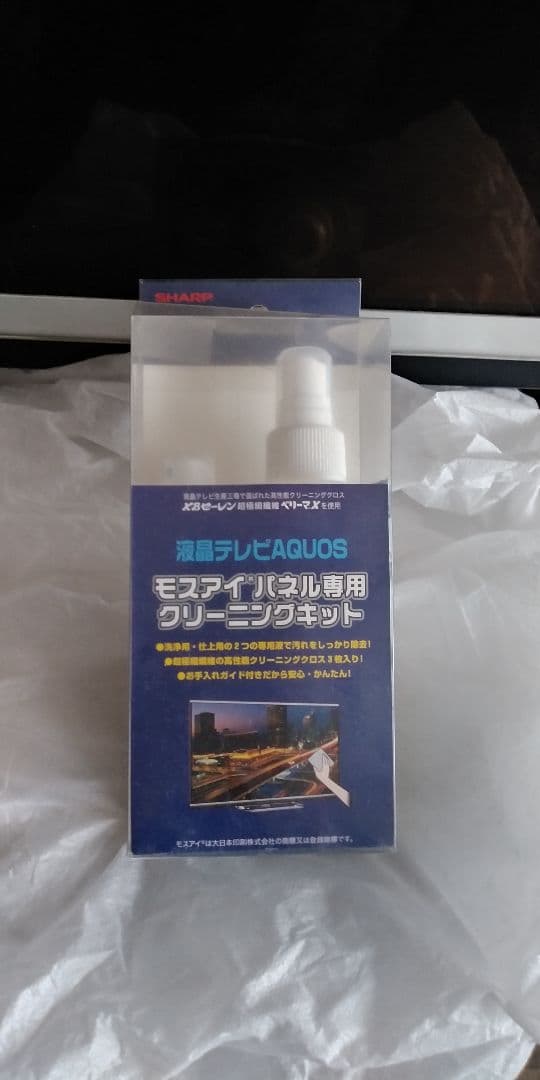 SHARP
液晶テレビ生産三重で選ばれた高性能クリーニングクロス
KBセーレン超極細繊維 ベリーマXを使用
液晶テレビAQUOS
モスアイ®パネル専用
クリーニングキット
●洗浄用・仕上用の2つの専用液で汚れをしっかり除去!
●超極細繊維の高性能クリーニングクロス3枚入り!
●お手入れガイド付きだから安心・かんたん!
モスアイ®は大日本印刷株式会社の商標又は登録商標です。